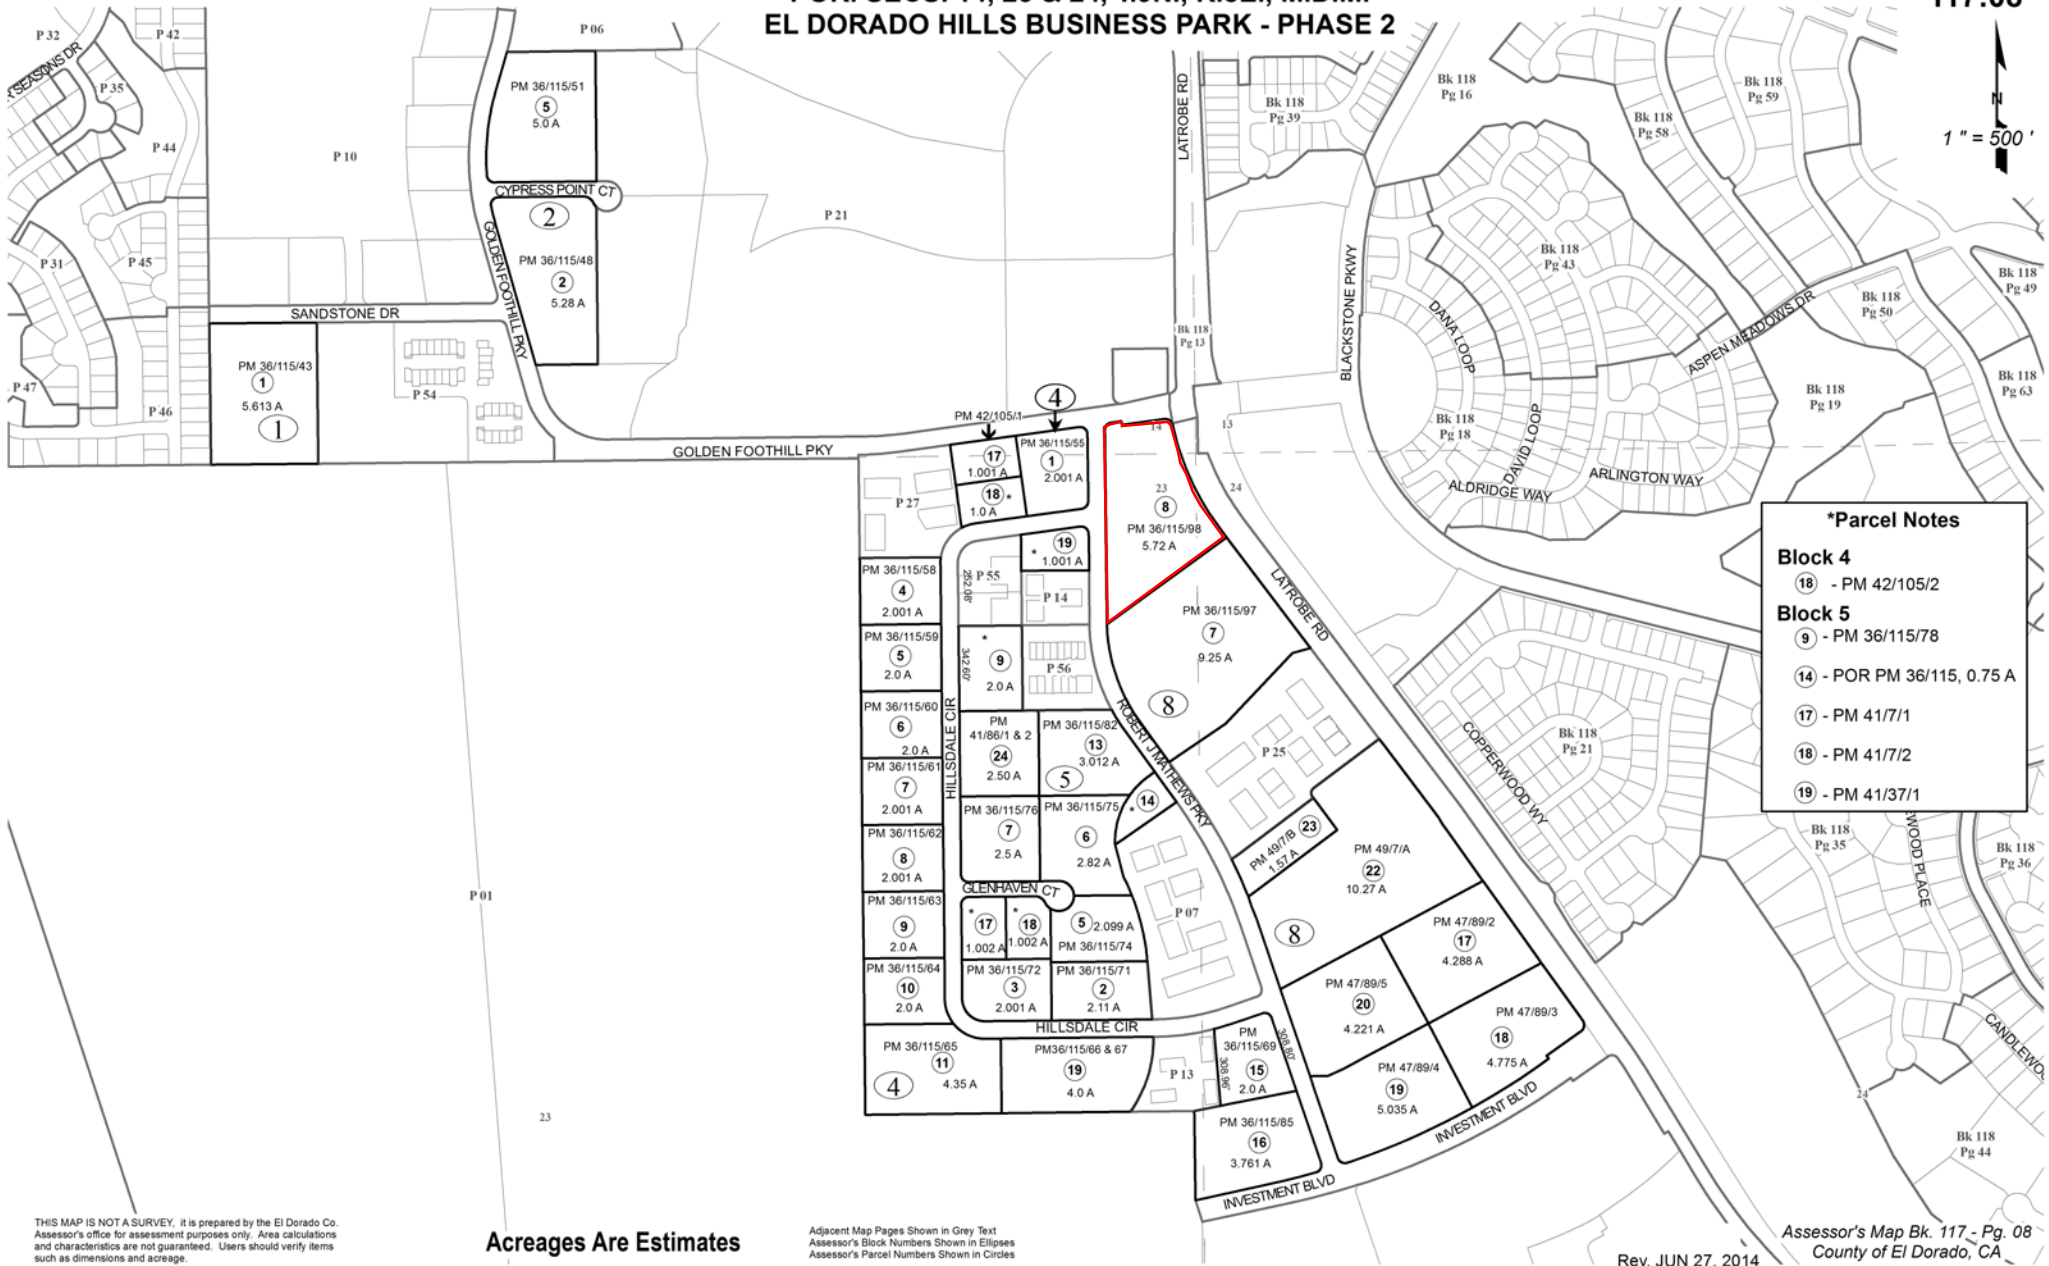 EL DORADO HILLS BUSINESS PARK - PHASE 2
N
1 " = 500 '
P 32
P 42
SEASONS DR
P 35
P 44
P 10
P 06
PM 36/115/51
5
5.0 A
CYPRESS POINT CT
2
PM 36/115/48
2
5.28 A
GOLDEN FOOTHILL PKY
P 21
LATROBE RD
Bk 118
Pg 39
Bk 118
Pg 16
Bk 118
Pg 58
Bk 118
Pg 59
P 31
P 45
SANDSTONE DR
PM 36/115/43
1
5.613 A
1
P 54
P 47
P 46
GOLDEN FOOTHILL PKY
Bk 118
Pg 13
BLACKSTONE PKWY
Bk 118
Pg 43
DANA LOOP
Bk 118
Pg 18
DAVID LOOP
ALDRIDGE WAY
ARLINGTON WAY
ASPEN MEADOWS DR
Bk 118
Pg 50
Bk 118
Pg 49
Bk 118
Pg 63
Bk 118
Pg 19
PM 42/105/1
4
17
1.001 A
18 *
1.0 A
PM 36/115/55
1
2.001 A
P 27
14
13
23
24
8
PM 36/115/98
5.72 A
* 19
1.001 A
P 55
252.08'
P 14
PM 36/115/58
4
2.001 A
PM 36/115/59
5
2.0 A
PM 36/115/60
6
2.0 A
PM 36/115/61
7
2.001 A
PM 36/115/62
8
2.001 A
PM 36/115/63
9
2.0 A
PM 36/115/64
10
2.0 A
PM 36/115/65
11
4.35 A
4
*
9
2.0 A
342.60'
P 56
HILLSDALE CIR
PM
41/86/1 & 2
24
2.50 A
PM 36/115/82
13
3.012 A
5
PM 36/115/76
7
2.5 A
PM 36/115/75
6
2.82 A
* 14
GLENHAVEN CT
*
17
1.002 A
*
18
1.002 A
5 2.099 A
PM 36/115/74
PM 36/115/72
3
2.001 A
PM 36/115/71
2
2.11 A
HILLSDALE CIR
PM36/115/66 & 67
19
4.0 A
P 13
P 07
PM 36/115/97
7
9.25 A
8
ROBERT J MATHEWS PKY
LATROBE RD
P 25
PM 49/7/B
1.57 A
23
PM 49/7/A
22
10.27 A
8
PM 47/89/2
17
4.288 A
PM 47/89/5
20
4.221 A
PM 47/89/3
18
4.775 A
PM 47/89/4
19
5.035 A
PM
36/115/69
15
2.0 A
308.96'
308.80'
PM 36/115/85
16
3.761 A
INVESTMENT BLVD
INVESTMENT BLVD
COPPERWOOD WY
Bk 118
Pg 21
*Parcel Notes
Block 4
18 - PM 42/105/2
Block 5
9 - PM 36/115/78
14 - POR PM 36/115, 0.75 A
17 - PM 41/7/1
18 - PM 41/7/2
19 - PM 41/37/1
Bk 118
Pg 35
Bk 118
Pg 36
CANDLEWO
24
Bk 118
Pg 44
P 01
23
THIS MAP IS NOT A SURVEY, it is prepared by the El Dorado Co.
Assessor's office for assessment purposes only. Area calculations
and characteristics are not guaranteed. Users should verify items
such as dimensions and acreage.
Acreages Are Estimates
Adjacent Map Pages Shown in Grey Text
Assessor's Block Numbers Shown in Ellipses
Assessor's Parcel Numbers Shown in Circles
Rev. JUN 27, 2014
Assessor's Map Bk. 117 - Pg. 08
County of El Dorado, CA